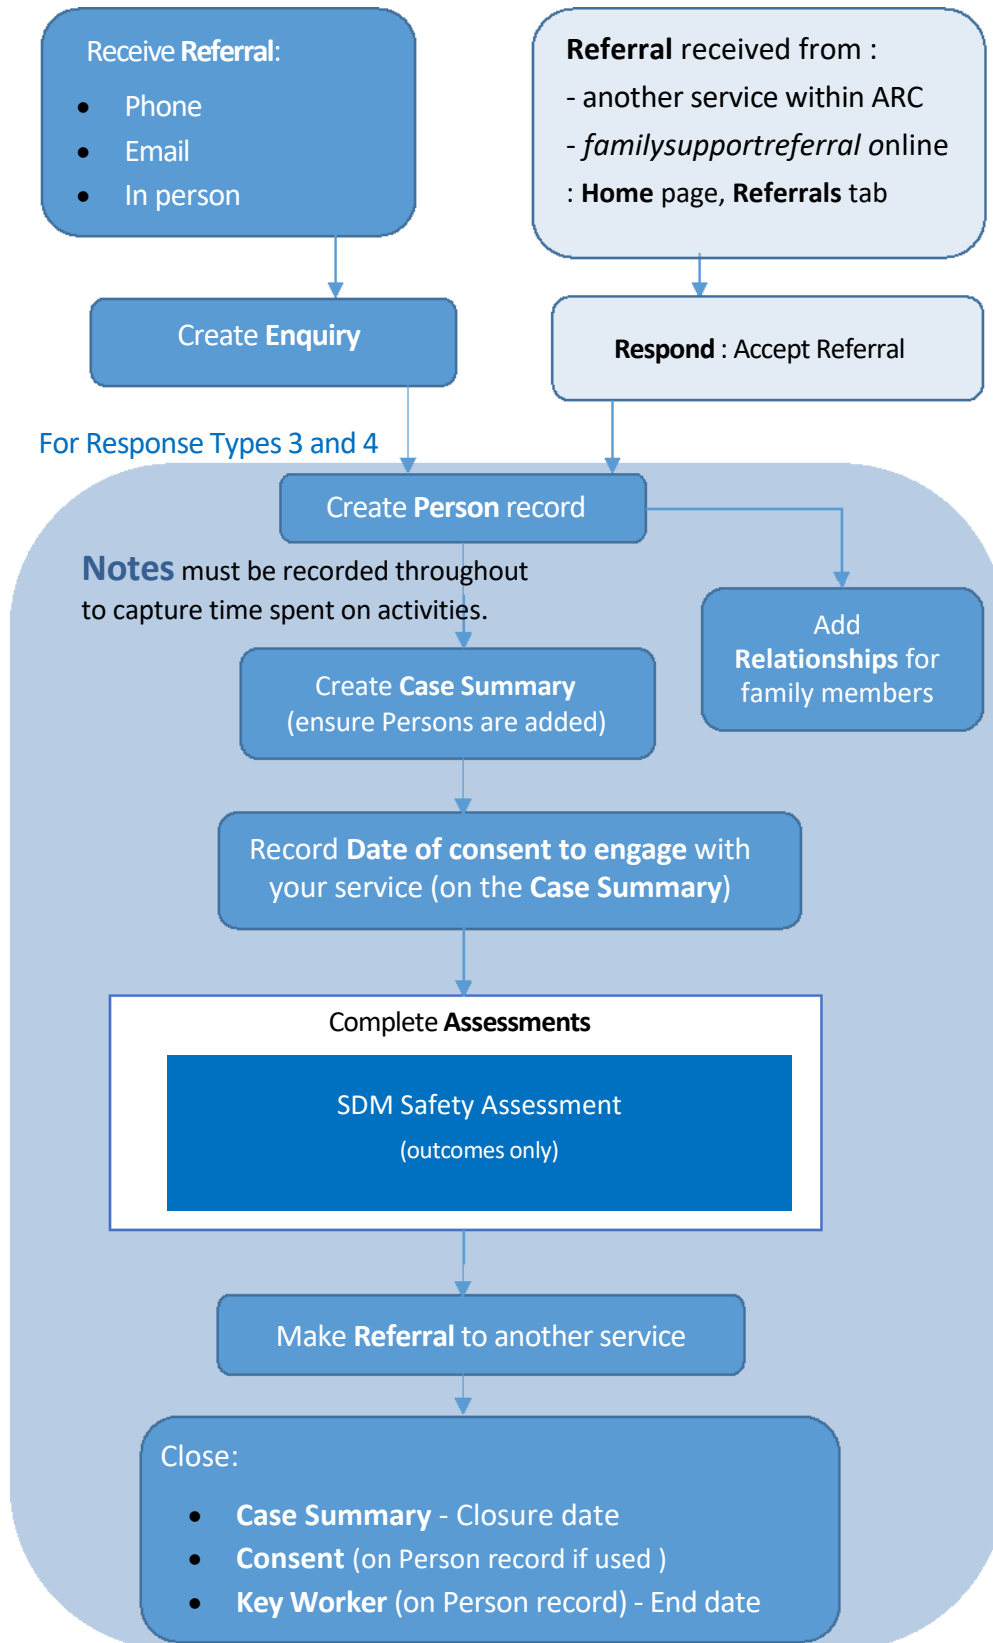 Receive Referral:
• Phone
• Email
• In person
Referral received from :
- another service within ARC
- familysupportreferral online
: Home page, Referrals tab
Create Enquiry
Respond : Accept Referral
For Response Types 3 and 4
Create Person record
Notes must be recorded throughout
to capture time spent on activities.
Add
Relationships for
family members
Create Case Summary
(ensure Persons are added)
Record Date of consent to engage with
your service (on the Case Summary)
Complete Assessments
SDM Safety Assessment
(outcomes only)
Make Referral to another service
Close:
• Case Summary - Closure date
• Consent (on Person record if used )
• Key Worker (on Person record) - End date